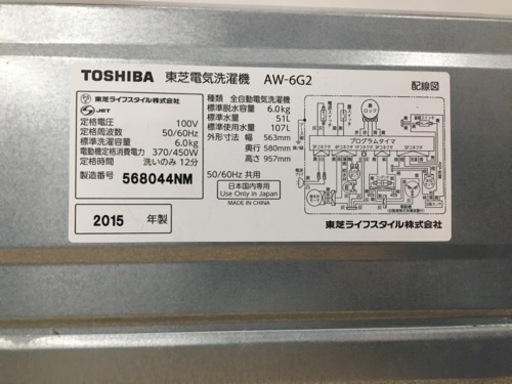 TOSHIBA 東芝電気洗濯機 AW-6G2
配線図
東芝ライフスタイル株式会社
JET
定格電圧 100V
定格周波数 50/60Hz
標準洗濯容量 6.0kg
電動機定格消費電力 370/450W
定格時間 洗いのみ 12分
製造番号 568044NM
種類 全自動電気洗濯機
標準脱水容量 6.0kg
標準水量 51L
標準使用水量 107L
外形寸法 幅 563mm
奥行 580mm
高さ 957mm
50/60Hz 共用
日本国内専用
Use Only in Japan
MADE IN CHINA
プログラムタイマ
2015 年製
東芝ライフスタイル株式会社